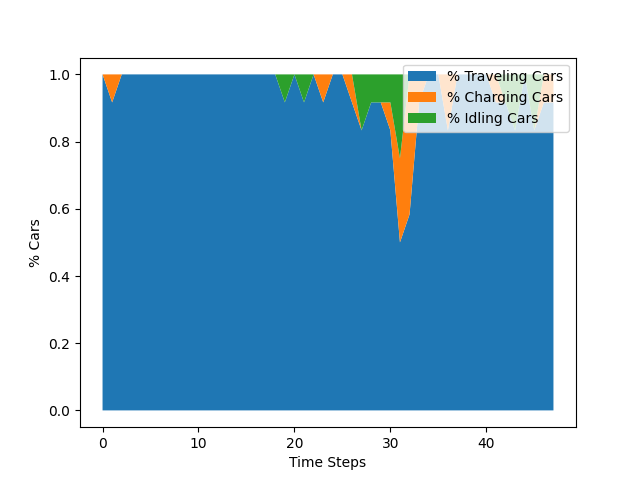 % Traveling Cars
% Charging Cars
% Idling Cars
1.0
0.8
0.6
0.4
0.2
0.0
% Cars
0 10 20 30 40
Time Steps